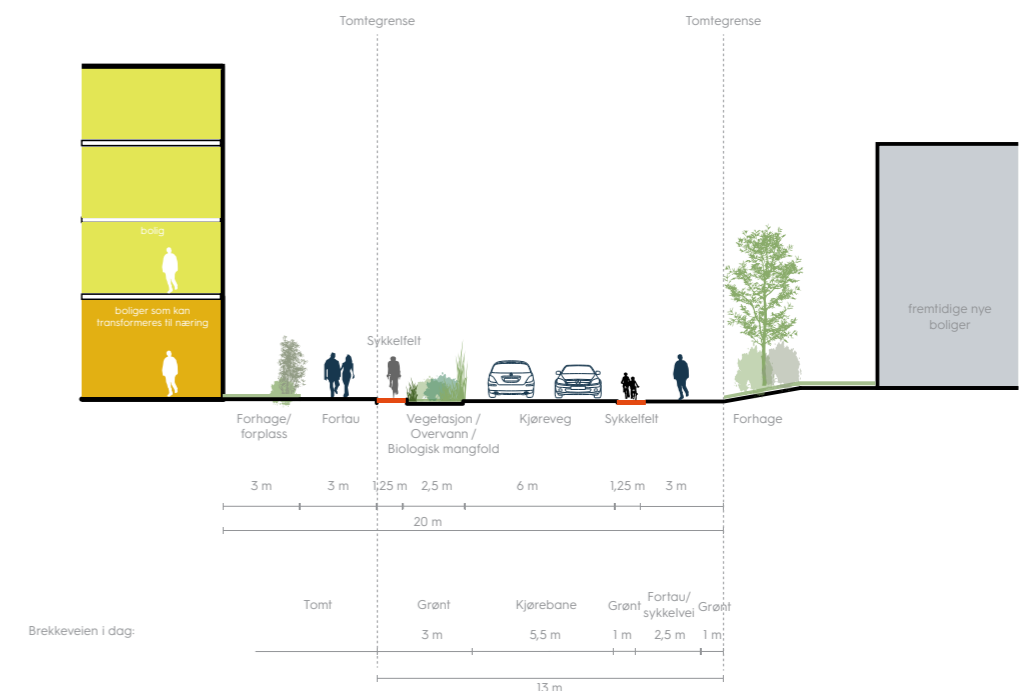 Tomtegrense
Tomtegrense
bolig
boliger som kan
transformeres til næring
Sykkelfelt
fremtidige nye
boliger
Forhage/
forplass
Fortau
Vegetasjon /
Overvann /
Biologisk mangfold
Kjøreveg
Sykkelfelt
Forhage
3 m
3 m
1,25 m
2,5 m
6 m
1,25 m
3 m
20 m
Brekkeveien i dag:
Tomt
Grønt
Kjørebane
Grønt
Fortau/
sykkelvei
Grønt
3 m
5,5 m
1 m
2,5 m
1 m
13 m